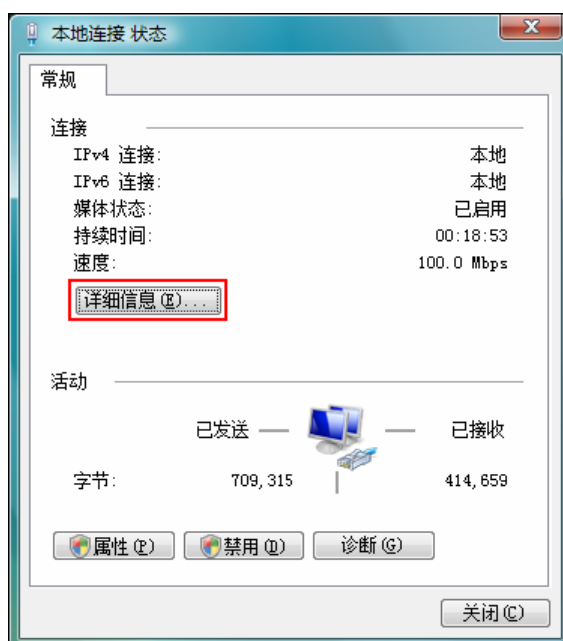 本地连接 状态
常规
连接
IPv4 连接: 本地
IPv6 连接: 本地
媒体状态: 已启用
持续时间: 00:18:53
速度: 100.0 Mbps
详细信息(E)...
活动
已发送 — — 已接收
字节: 709,315 414,659
属性(P) 禁用(D) 诊断(G)
关闭(C)